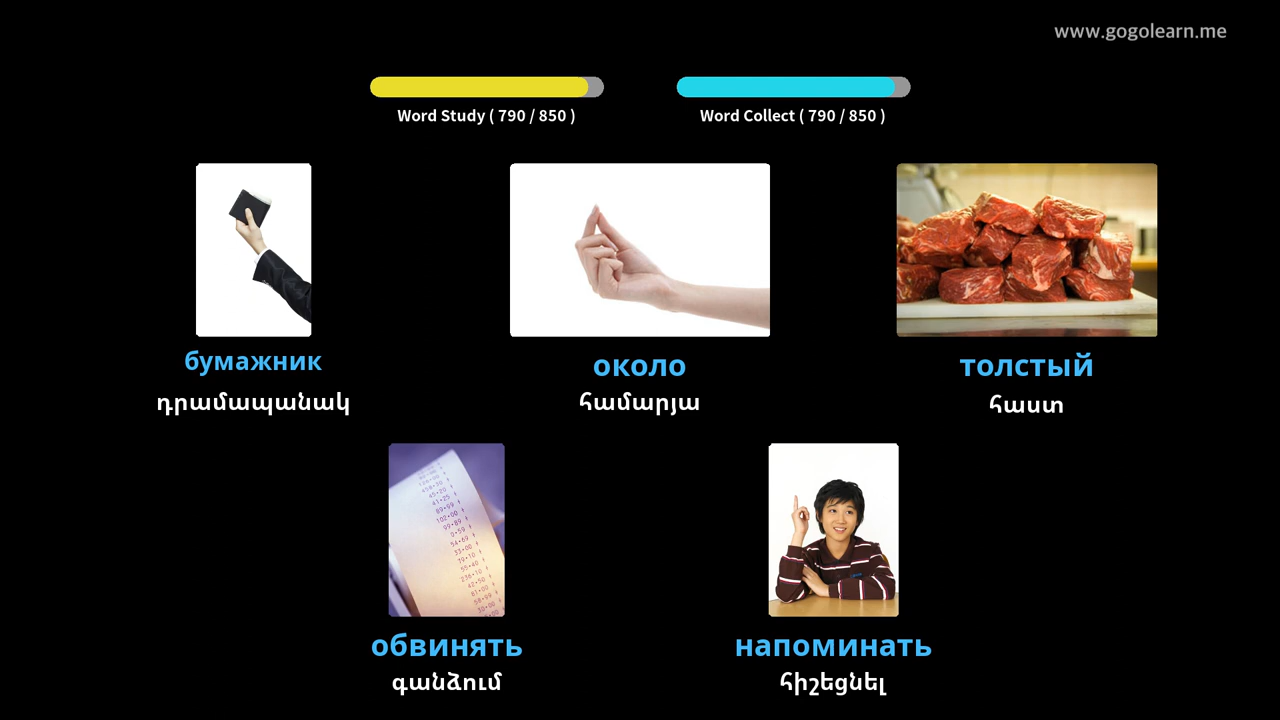 www.gogolearn.me
Word Study ( 790 / 850 )
Word Collect ( 790 / 850 )
бумажник
դրամապանակ
около
համարյա
толстый
հաստ
обвинять
գանձում
напоминать
հիշեցնել